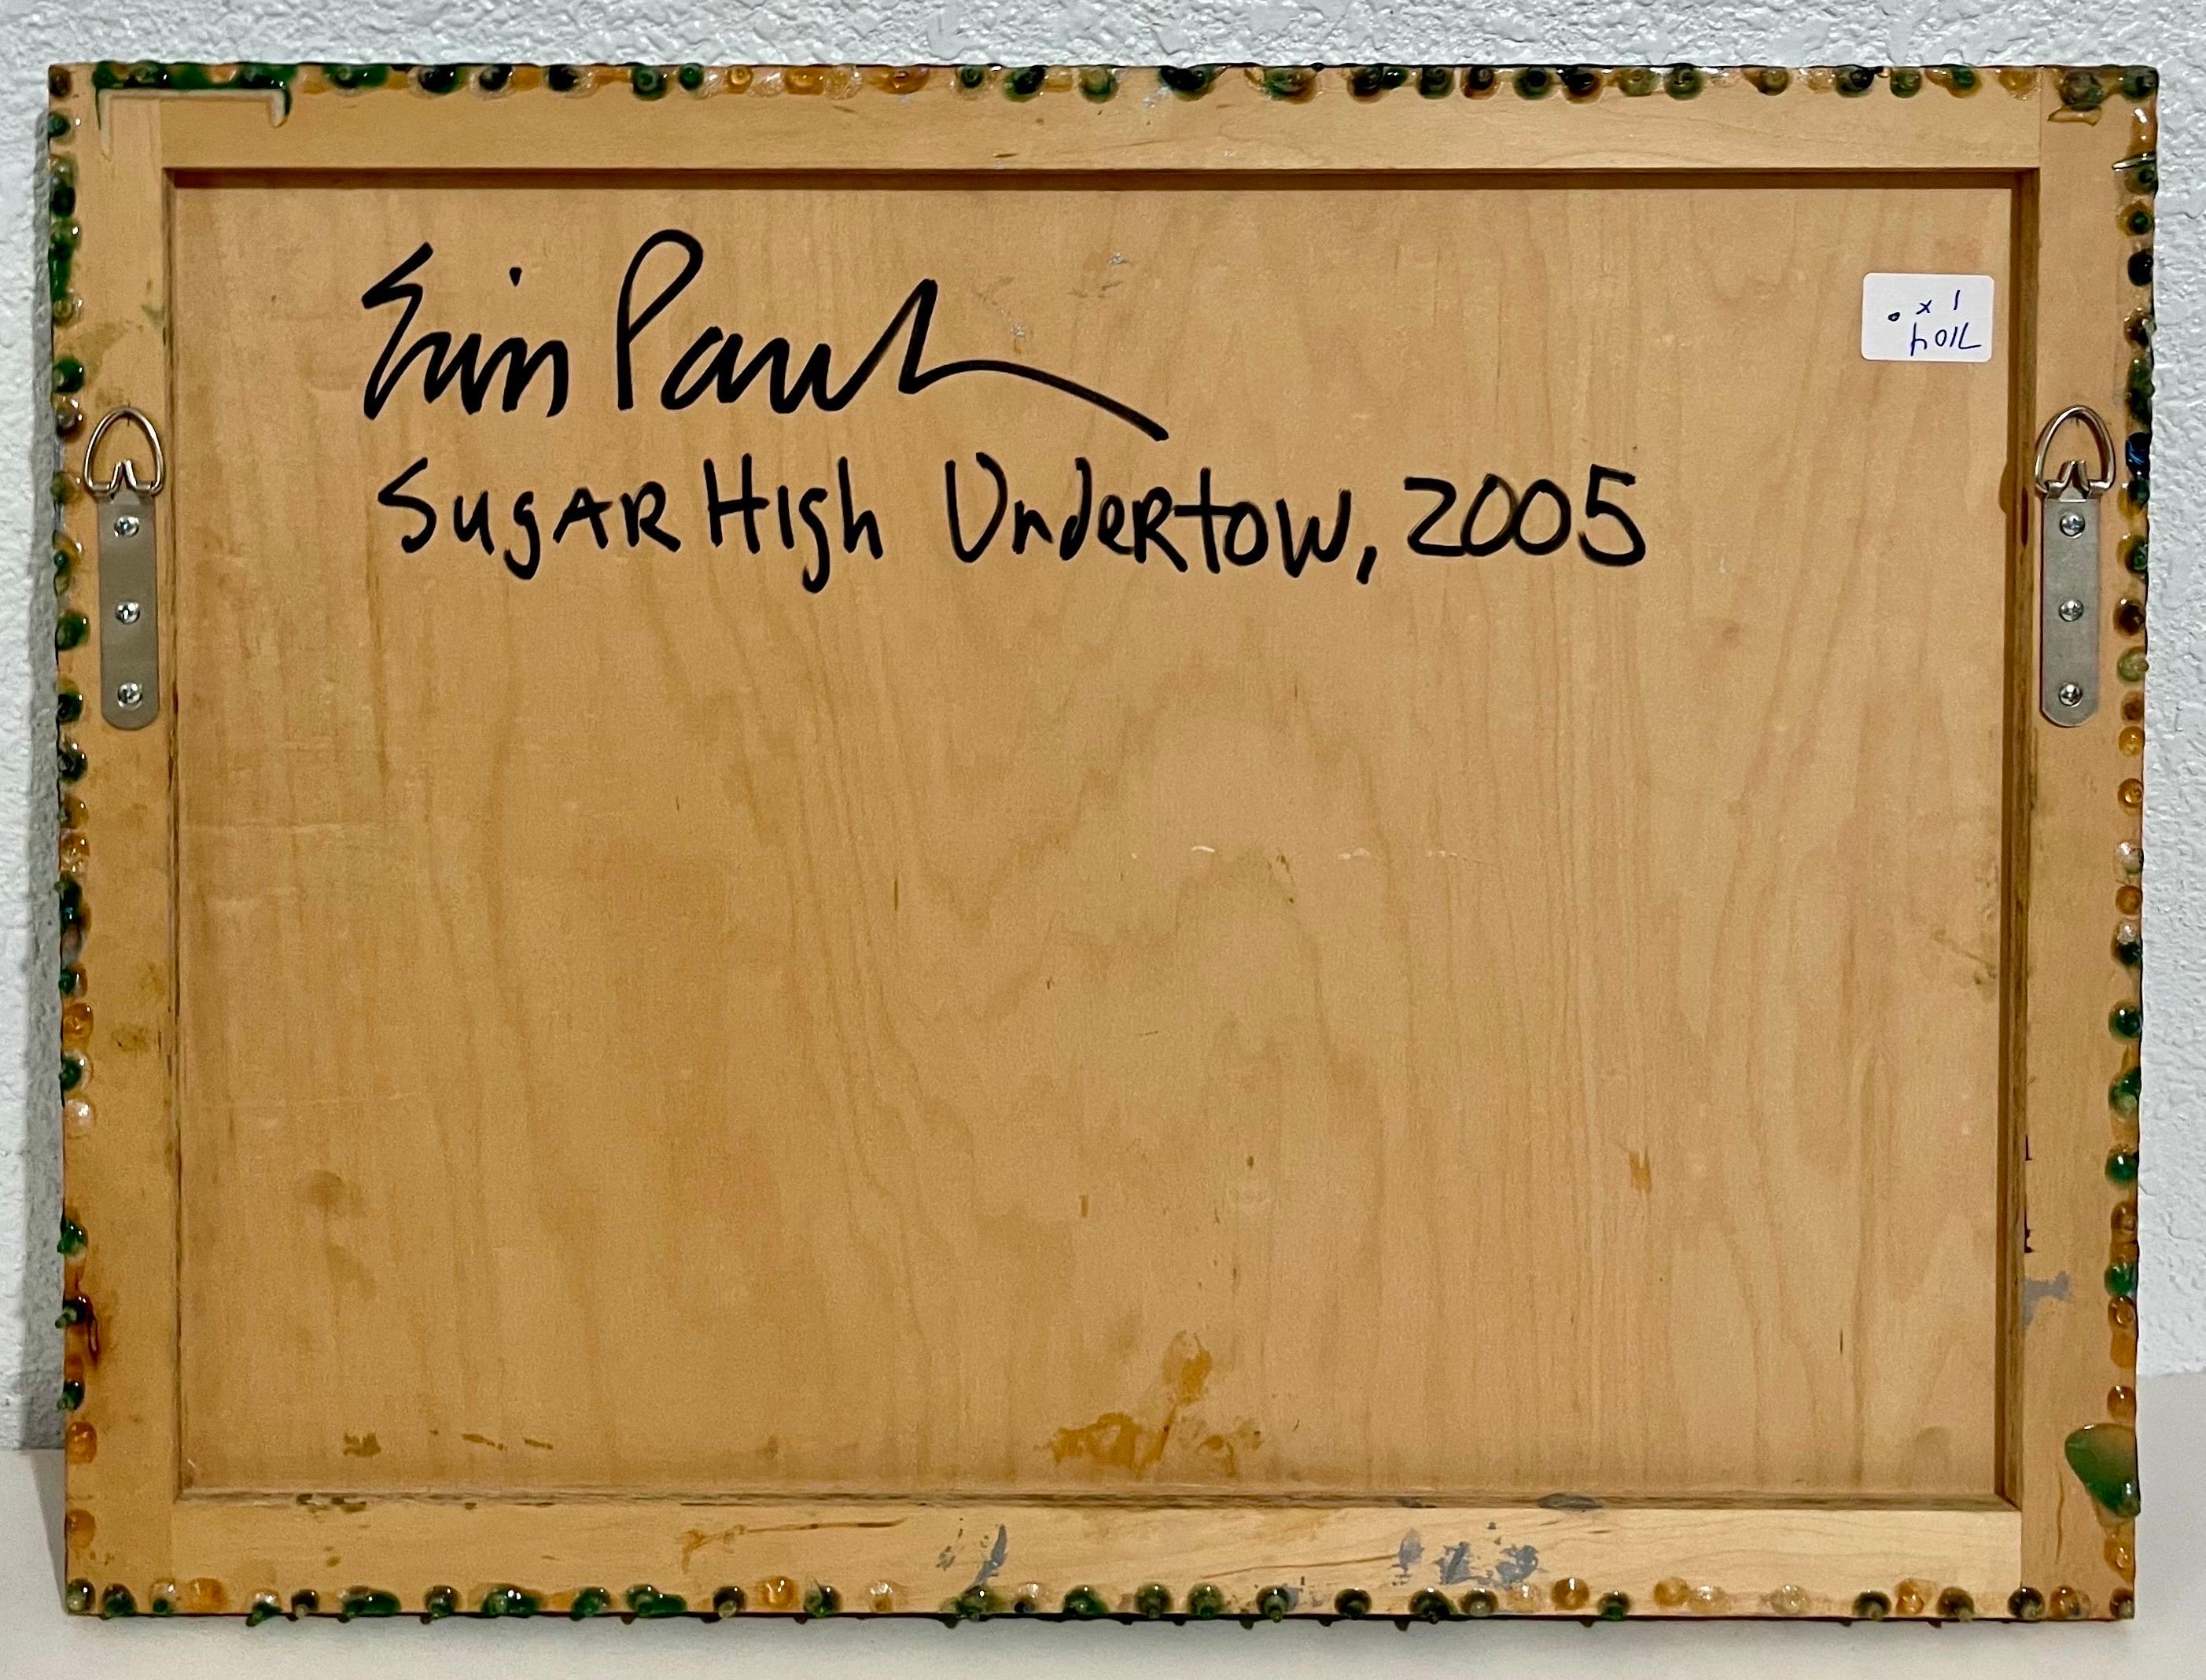 Erin Parish
SugAR HIgh UndeRtow, 2005